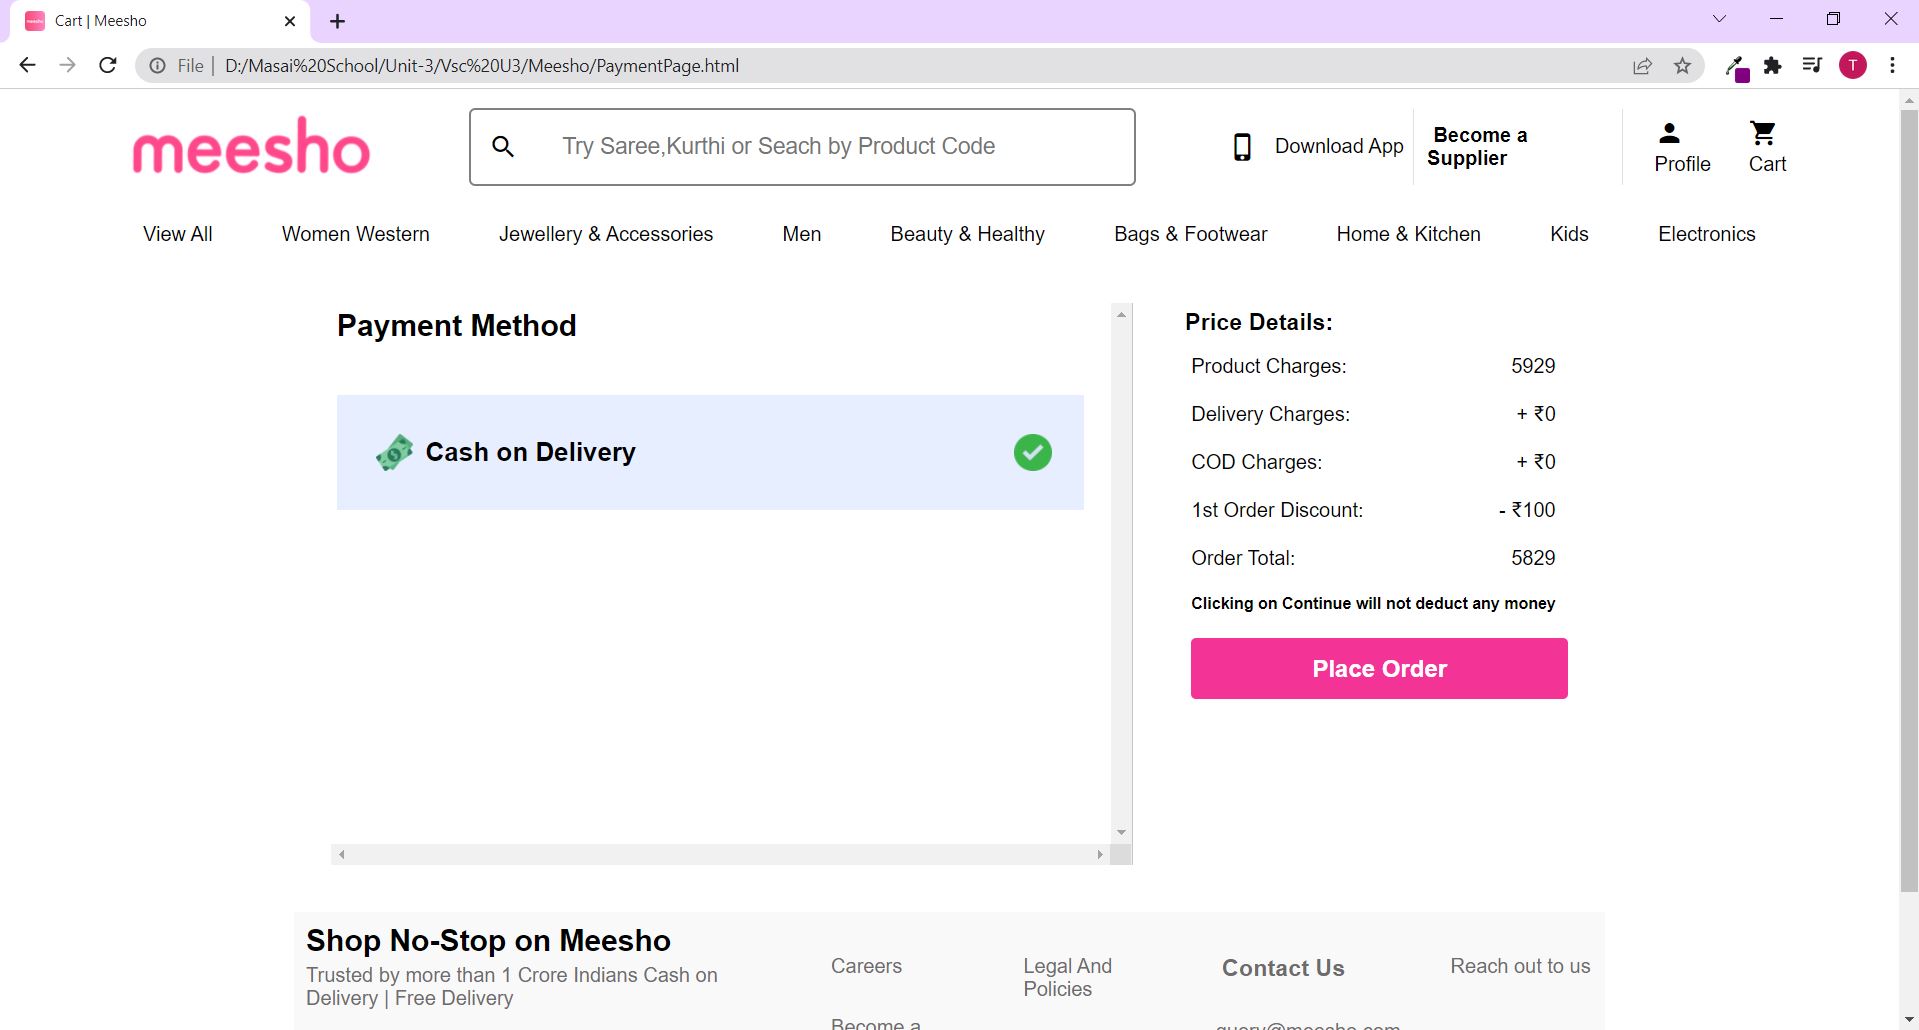 Cart | Meesho
File | D:/Masai%20School/Unit-3/Vsc%20U3/Meesho/PaymentPage.html
T
meesho
Try Saree,Kurthi or Seach by Product Code
Download App
Become a
Supplier
Profile
Cart
View All
Women Western
Jewellery & Accessories
Men
Beauty & Healthy
Bags & Footwear
Home & Kitchen
Kids
Electronics
Payment Method
Cash on Delivery
Price Details:
Product Charges: 5929
Delivery Charges: + ₹0
COD Charges: + ₹0
1st Order Discount: - ₹100
Order Total: 5829
Clicking on Continue will not deduct any money
Place Order
Shop No-Stop on Meesho
Trusted by more than 1 Crore Indians Cash on
Delivery | Free Delivery
Careers
Become a
Legal And
Policies
Contact Us
query@meesho.com
Reach out to us